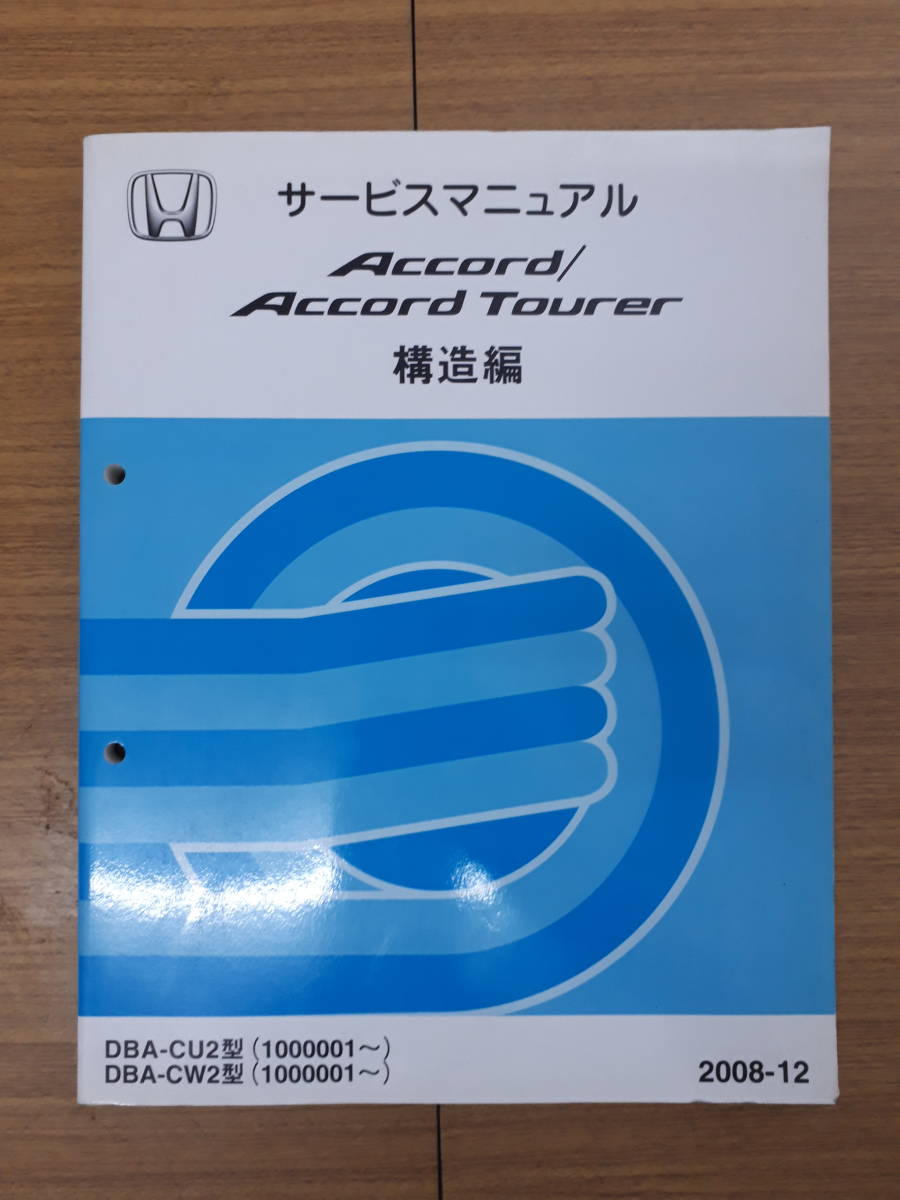 サービスマニュアル
Accord/
Accord Tourer
構造編
DBA-CU2型 (1000001〜)
DBA-CW2型 (1000001〜)
2008-12